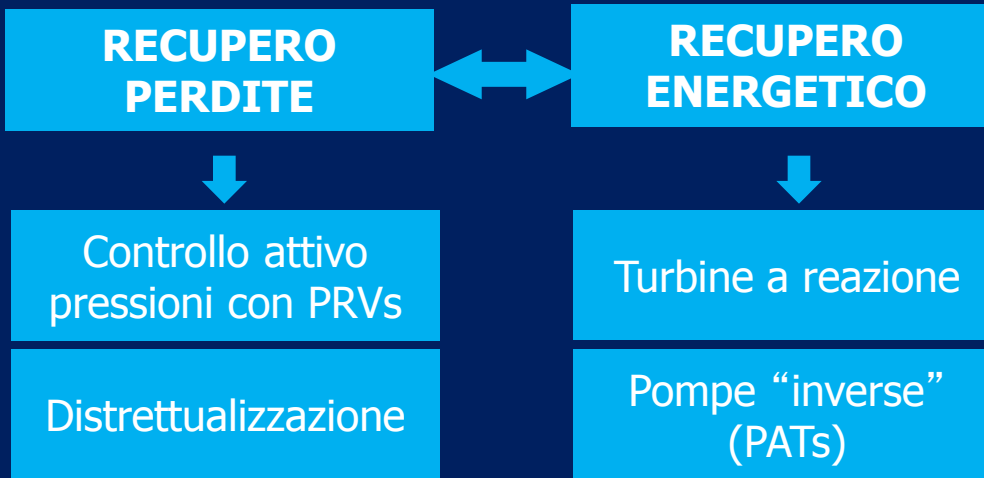 RECUPERO
PERDITE
RECUPERO
ENERGETICO
Controllo attivo
pressioni con PRVs
Turbine a reazione
Distrettualizzazione
Pompe “inverse”
(PATs)